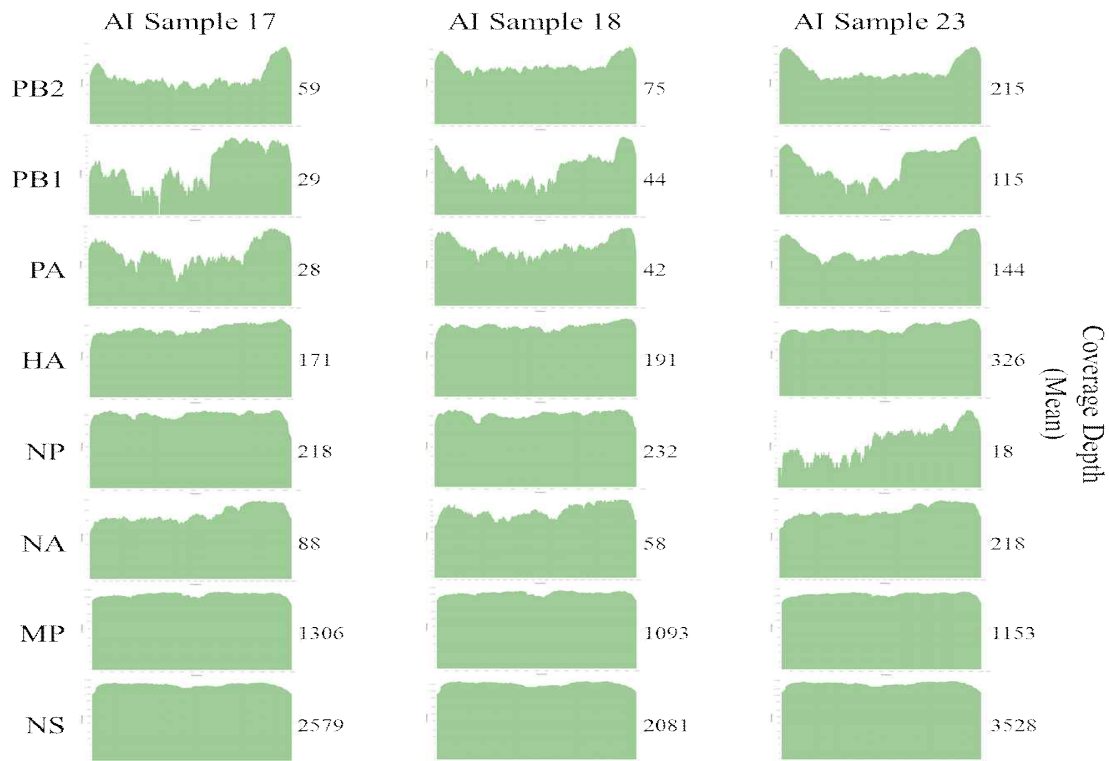 AI Sample 17 AI Sample 18 AI Sample 23
PB2 59 75 215
PB1 29 44 115
PA 28 42 144
HA 171 191 326
NP 218 232 18
NA 88 58 218
MP 1306 1093 1153
NS 2579 2081 3528
Coverage Depth
(Mean)